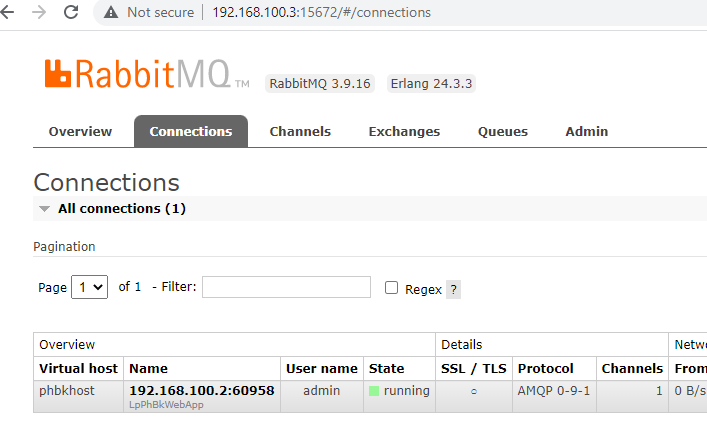 Not secure | 192.168.100.3:15672/#/connections
RabbitMQ TM RabbitMQ 3.9.16 Erlang 24.3.3
Overview Connections Channels Exchanges Queues Admin
Connections
All connections (1)
Pagination
Page 1 of 1 - Filter: Regex ?
Overview Details Netwo
Virtual host Name User name State SSL / TLS Protocol Channels From
phbkhost 192.168.100.2:60958 admin running ○ AMQP 0-9-1 1 0 B/s
LpPhBkWebApp